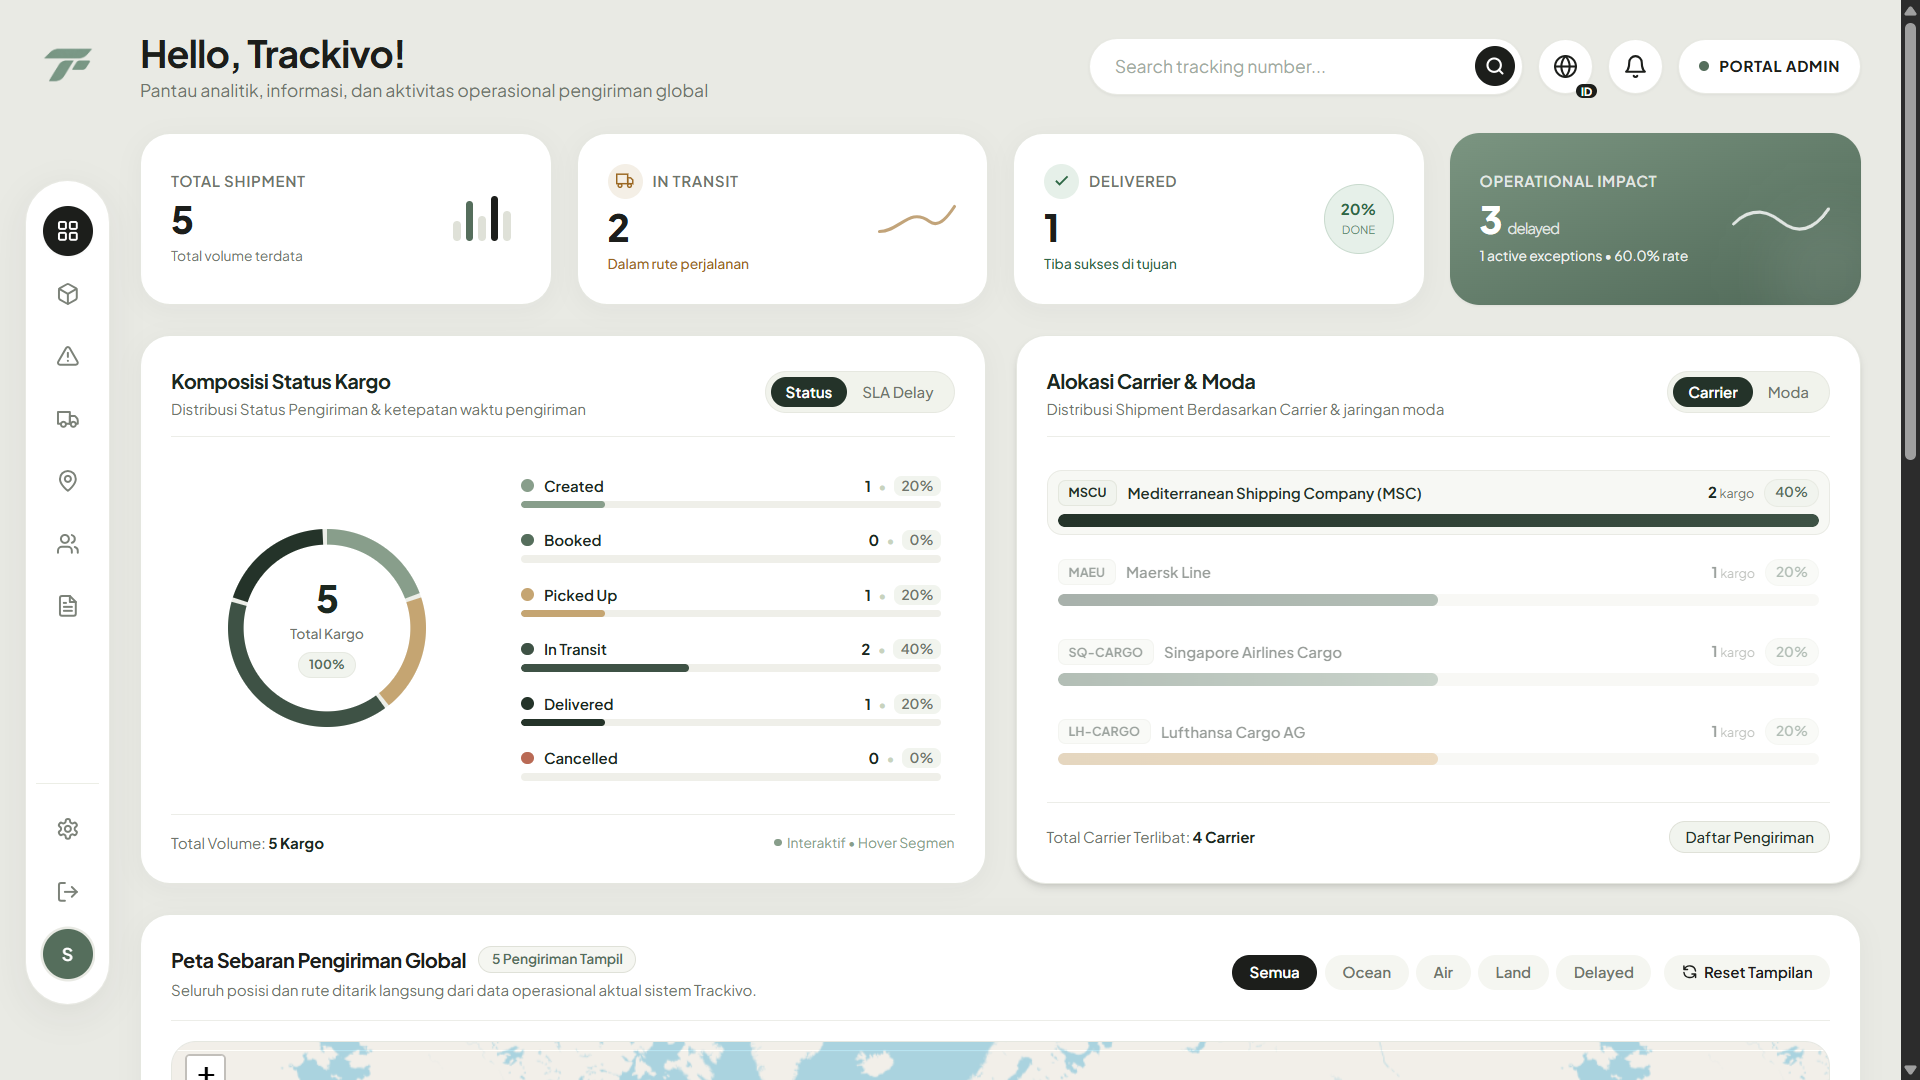 Hello, Trackivo!
Pantau analitik, informasi, dan aktivitas operasional pengiriman global
Search tracking number...
ID
PORTAL ADMIN
TOTAL SHIPMENT
5
Total volume terdata
IN TRANSIT
2
Dalam rute perjalanan
DELIVERED
1
Tiba sukses di tujuan
20%
DONE
OPERATIONAL IMPACT
3 delayed
1 active exceptions • 60.0% rate
Komposisi Status Kargo
Distribusi Status Pengiriman & ketepatan waktu pengiriman
Status
SLA Delay
5
Total Kargo
100%
Created 1 • 20%
Booked 0 • 0%
Picked Up 1 • 20%
In Transit 2 • 40%
Delivered 1 • 20%
Cancelled 0 • 0%
Total Volume: 5 Kargo
Interaktif • Hover Segmen
Alokasi Carrier & Moda
Distribusi Shipment Berdasarkan Carrier & jaringan moda
Carrier
Moda
MSCU Mediterranean Shipping Company (MSC) 2 kargo 40%
MAEU Maersk Line 1 kargo 20%
SQ-CARGO Singapore Airlines Cargo 1 kargo 20%
LH-CARGO Lufthansa Cargo AG 1 kargo 20%
Total Carrier Terlibat: 4 Carrier
Daftar Pengiriman
S
Peta Sebaran Pengiriman Global
5 Pengiriman Tampil
Seluruh posisi dan rute ditarik langsung dari data operasional aktual sistem Trackivo.
Semua
Ocean
Air
Land
Delayed
Reset Tampilan
+